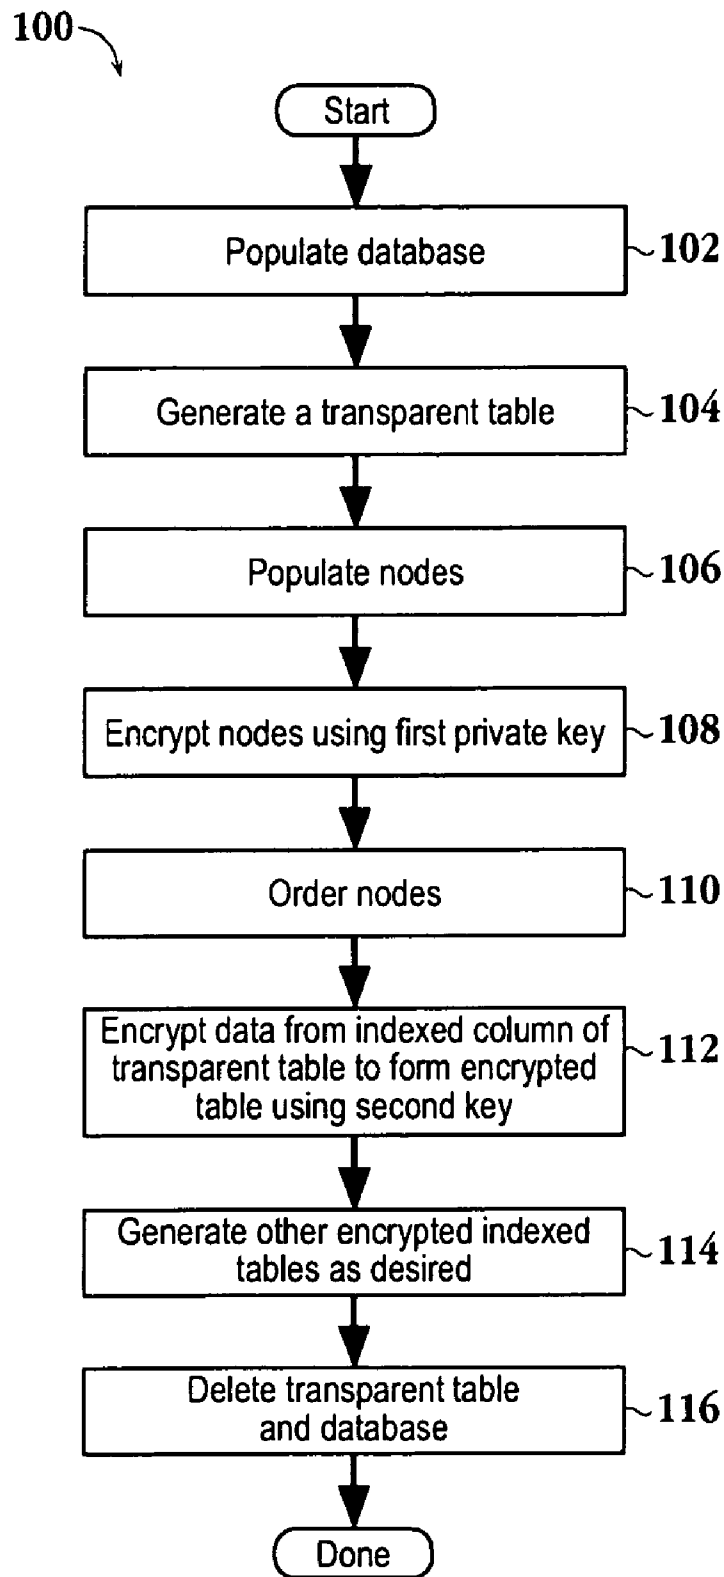 100
Start
Populate database
102
Generate a transparent table
104
Populate nodes
106
Encrypt nodes using first private key
108
Order nodes
110
Encrypt data from indexed column of
transparent table to form encrypted
table using second key
112
Generate other encrypted indexed
tables as desired
114
Delete transparent table
and database
116
Done